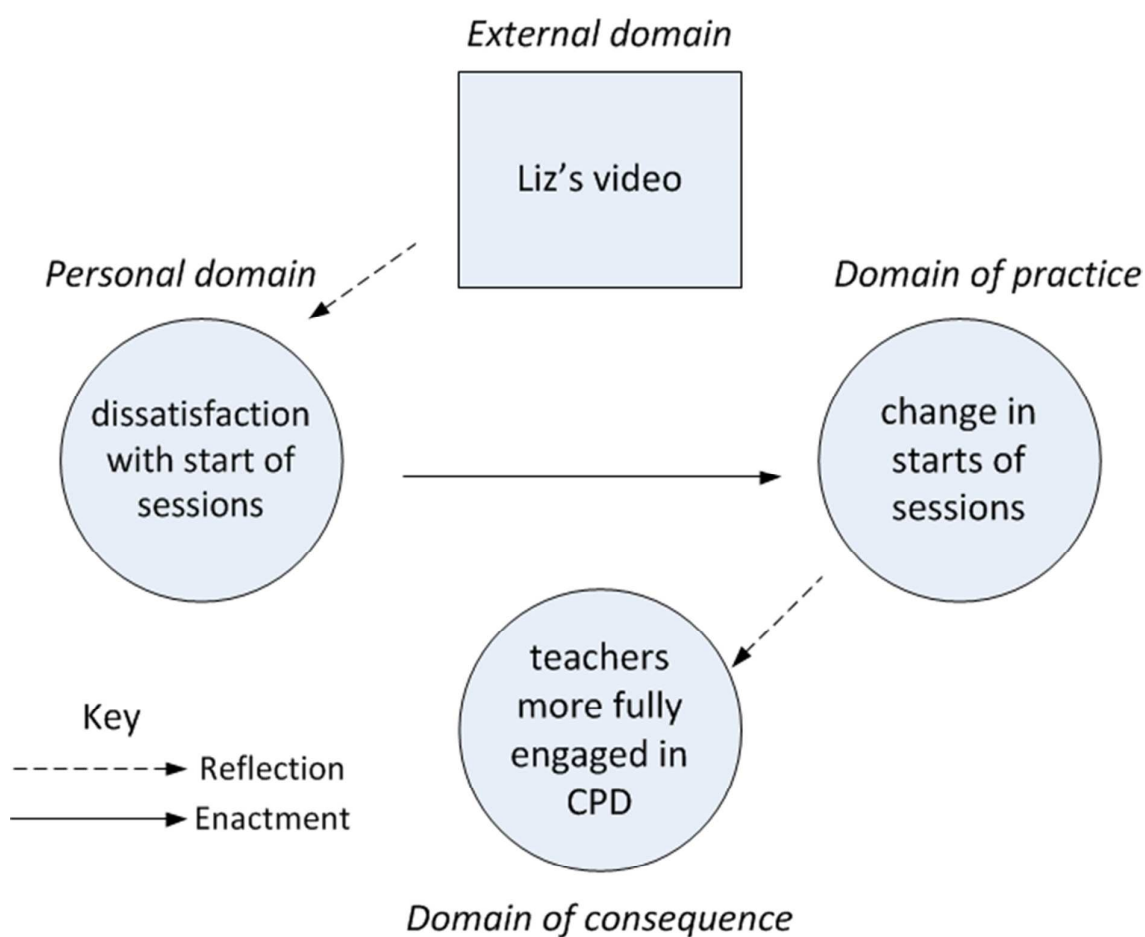 External domain
Liz’s video
Personal domain
Domain of practice
dissatisfaction
with start of
sessions
change in
starts of
sessions
teachers
more fully
engaged in
CPD
Key
Reflection
Enactment
Domain of consequence